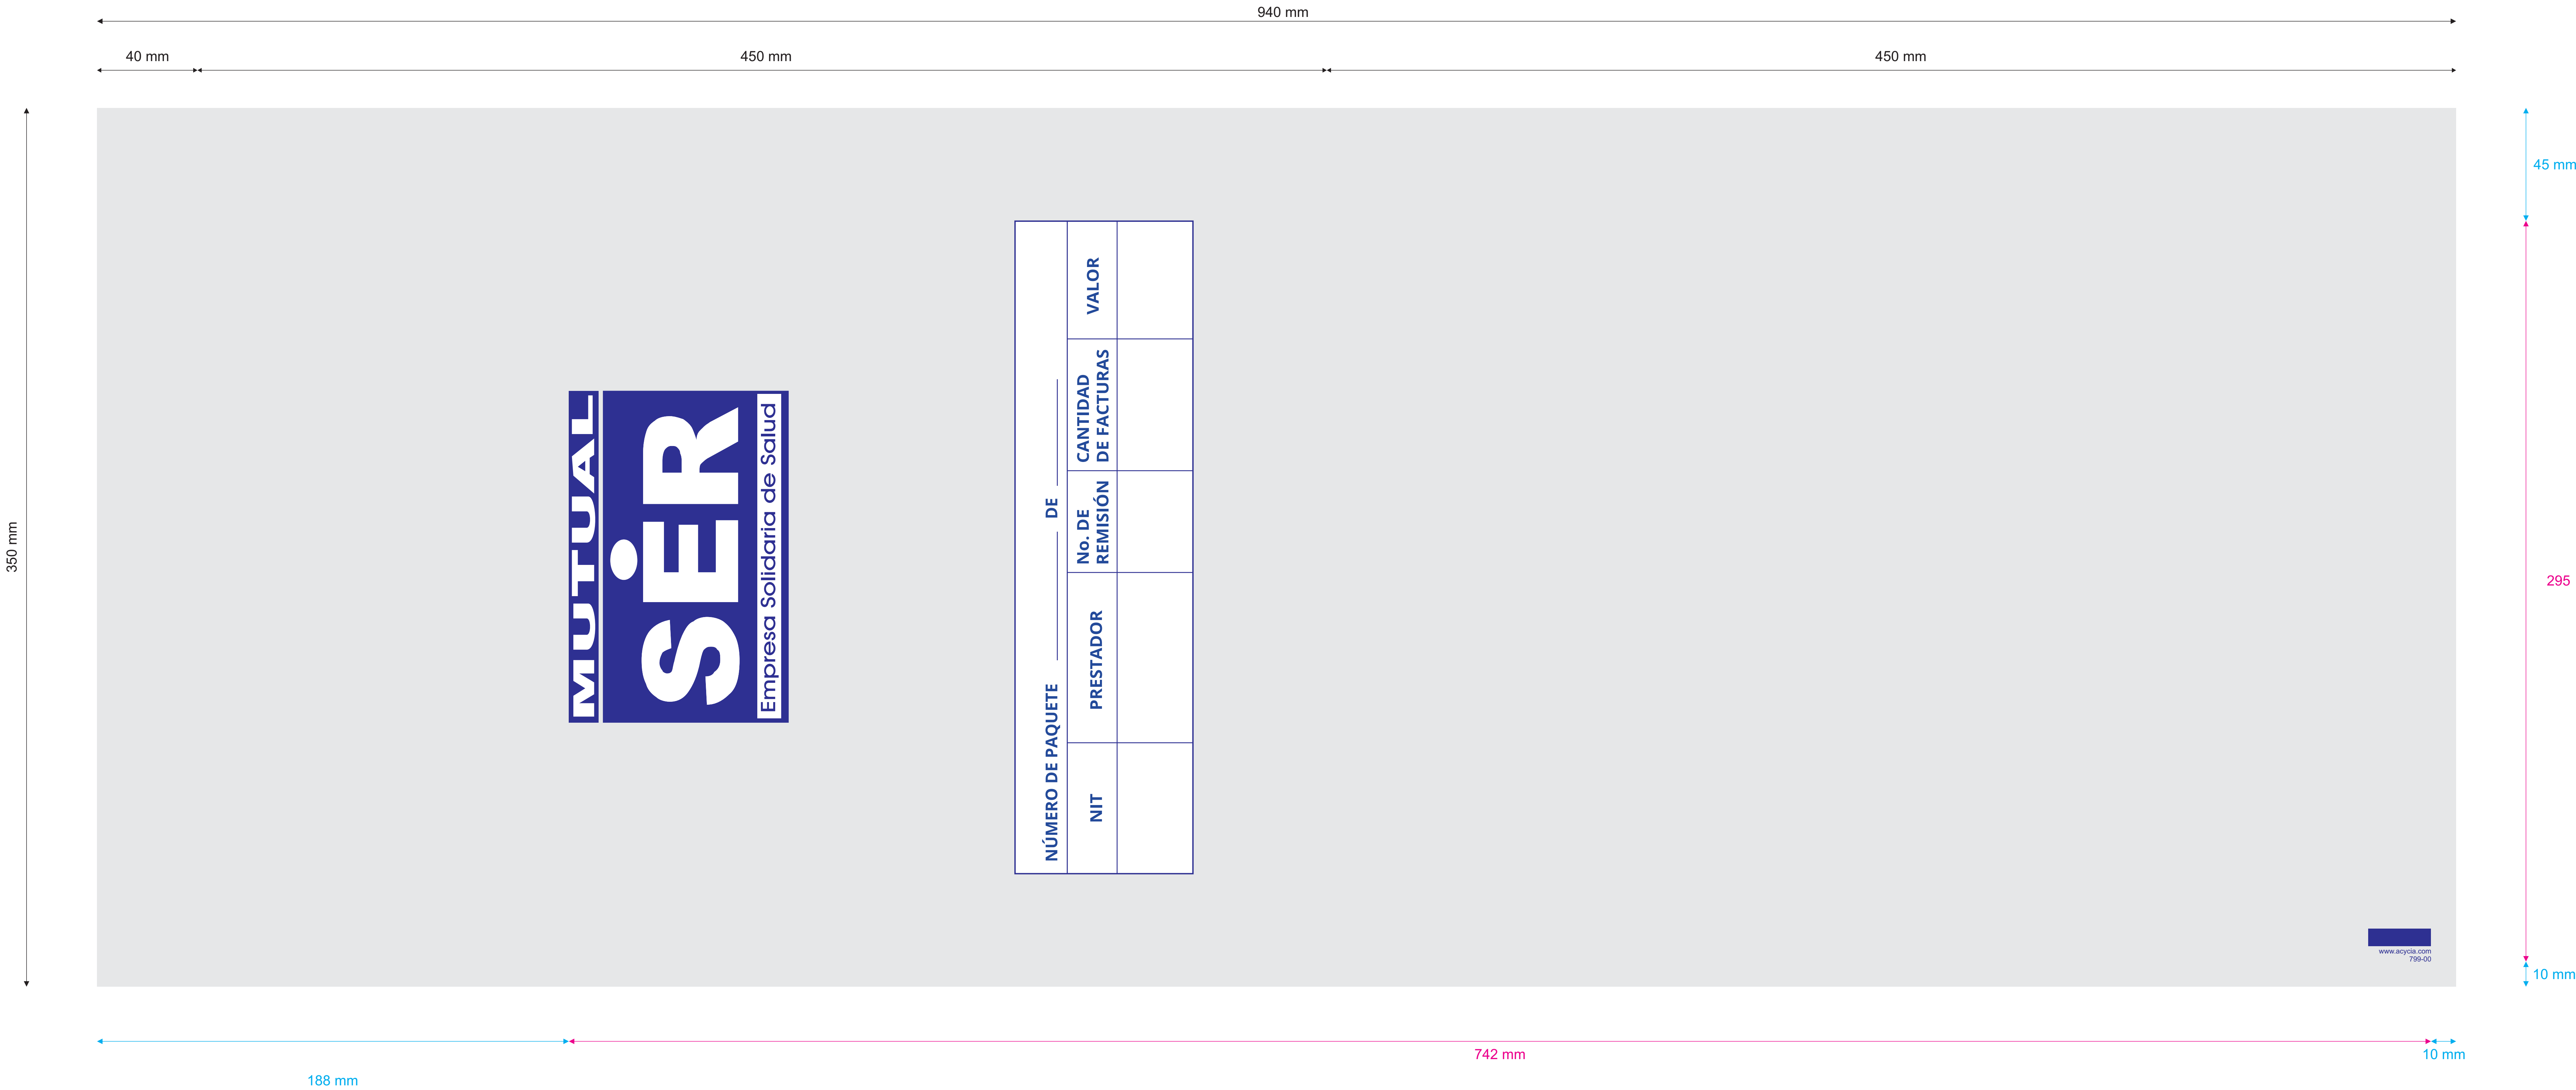 940 mm
40 mm
450 mm
450 mm
350 mm
45 mm
295
10 mm
MUTUAL
SER
Empresa Solidaria de Salud
NÚMERO DE PAQUETE ______ DE ______
NIT
PRESTADOR
No. DE
REMISIÓN
CANTIDAD
DE FACTURAS
VALOR
www.acycia.com
799-00
188 mm
742 mm
10 mm